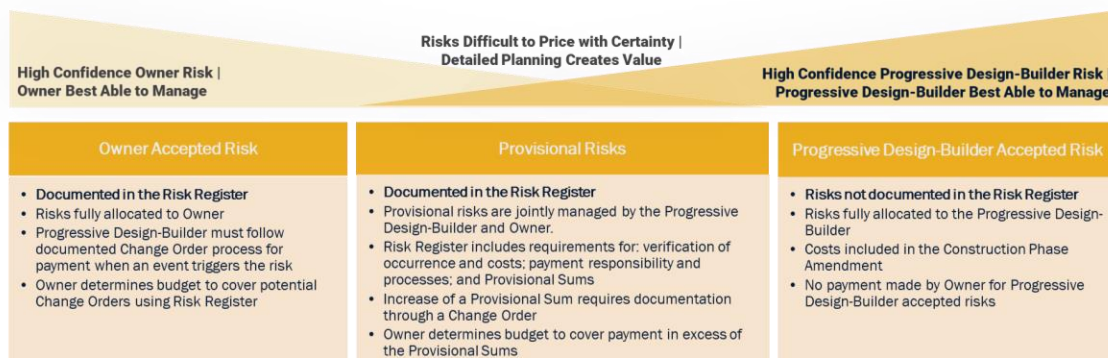 Risks Difficult to Price with Certainty |
Detailed Planning Creates Value
High Confidence Owner Risk |
Owner Best Able to Manage
High Confidence Progressive Design-Builder Risk |
Progressive Design-Builder Best Able to Manage
Owner Accepted Risk
• Documented in the Risk Register
• Risks fully allocated to Owner
• Progressive Design-Builder must follow
documented Change Order process for
payment when an event triggers the risk
• Owner determines budget to cover potential
Change Orders using Risk Register
Provisional Risks
• Documented in the Risk Register
• Provisional risks are jointly managed by the Progressive
Design-Builder and Owner.
• Risk Register includes requirements for: verification of
occurrence and costs; payment responsibility and
processes; and Provisional Sums
• Increase of a Provisional Sum requires documentation
through a Change Order
• Owner determines budget to cover payment in excess of
the Provisional Sums
Progressive Design-Builder Accepted Risk
• Risks not documented in the Risk Register
• Risks fully allocated to the Progressive Design-
Builder
• Costs included in the Construction Phase
Amendment
• No payment made by Owner for Progressive
Design-Builder accepted risks